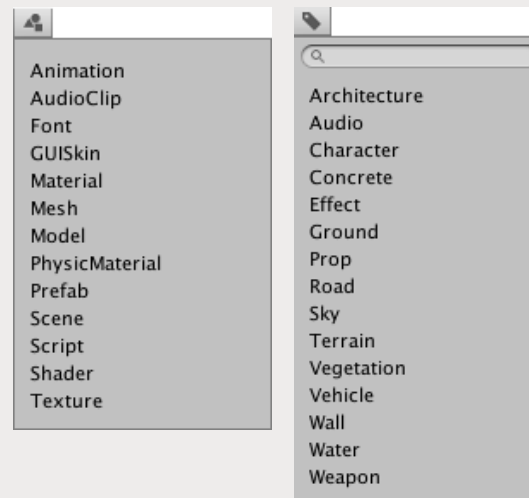 Animation
AudioClip
Font
GUISkin
Material
Mesh
Model
PhysicMaterial
Prefab
Scene
Script
Shader
Texture
Architecture
Audio
Character
Concrete
Effect
Ground
Prop
Road
Sky
Terrain
Vegetation
Vehicle
Wall
Water
Weapon